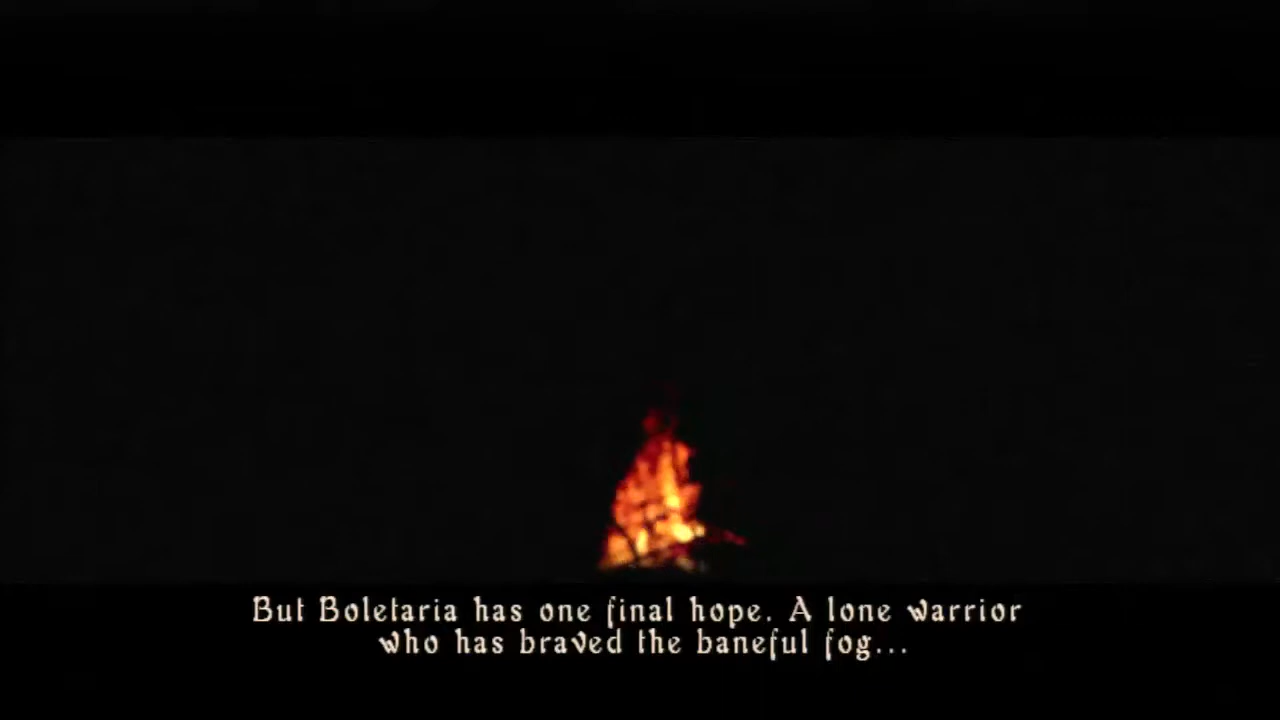 But Boletaria has one final hope. A lone warrior
who has braved the baneful fog...